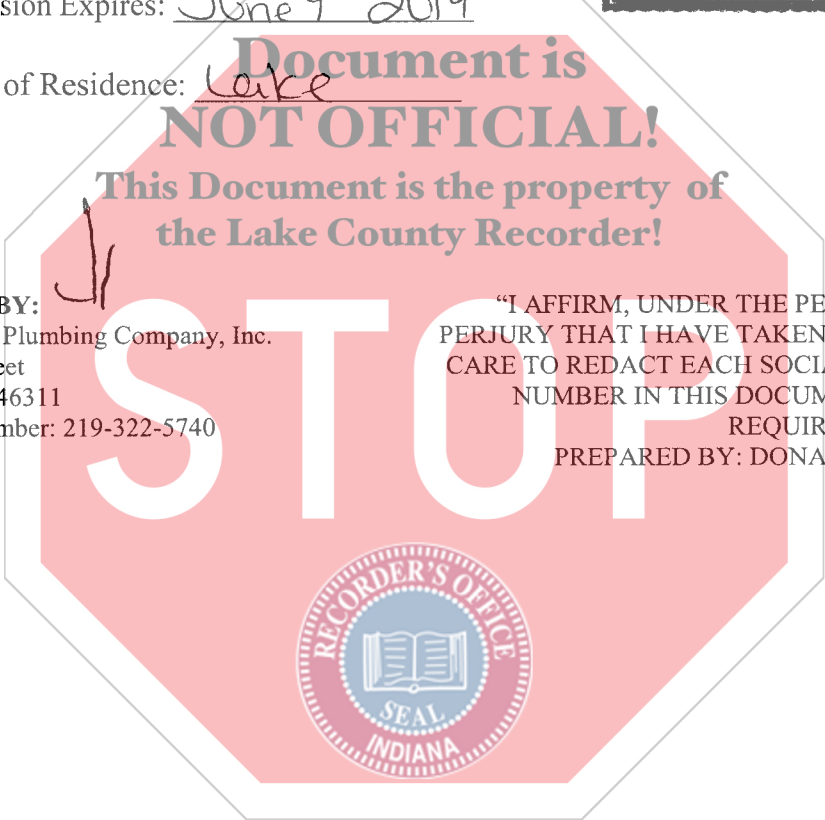 sion Expires: June 9 2019
of Residence: Lake
Document is
NOT OFFICIAL!
This Document is the property of
the Lake County Recorder!
BY:
Plumbing Company, Inc.
eet
46311
mber: 219-322-5740
"I AFFIRM, UNDER THE PE
PERJURY THAT I HAVE TAKEN
CARE TO REDACT EACH SOCIA
NUMBER IN THIS DOCUM
REQUIR
PREPARED BY: DONA
STOP
RECORDER'S OFFICE
SEAL
INDIANA